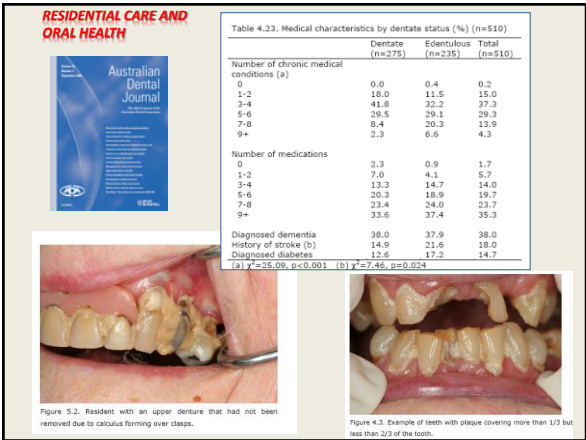 RESIDENTIAL CARE AND
ORAL HEALTH
Australian
Dental
Journal
ADA
Table 4.23. Medical characteristics by dentate status (%) (n=510)
Dentate Edentulous Total
(n=275) (n=235) (n=510)
Number of chronic medical
conditions (a)
0 0.0 0.4 0.2
1-2 18.0 11.5 15.0
3-4 41.8 32.2 37.3
5-6 29.5 29.1 29.3
7-8 8.4 20.3 13.9
9+ 2.3 6.6 4.3
Number of medications
0 2.3 0.9 1.7
1-2 7.0 4.1 5.7
3-4 13.3 14.7 14.0
5-6 20.3 18.9 19.7
7-8 23.4 24.0 23.7
9+ 33.6 37.4 35.3
Diagnosed dementia 38.0 37.9 38.0
History of stroke (b) 14.9 21.6 18.0
Diagnosed diabetes 12.6 17.2 14.7
(a) χ²=25.09, p<0.001 (b) χ²=7.46, p=0.024
Figure 5.2. Resident with an upper denture that had not been
removed due to calculus forming over clasps.
Figure 4.3. Example of teeth with plaque covering more than 1/3 but
less than 2/3 of the tooth.